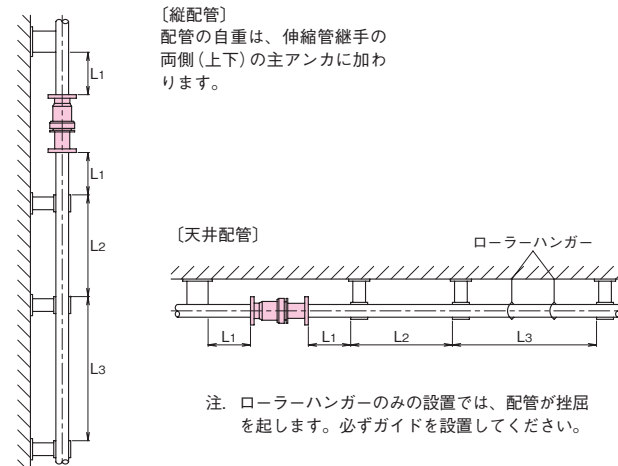 〔縦配管〕
配管の自重は、伸縮管継手の
両側(上下)の主アンカに加わ
ります。
L1
L1
L2
L3
〔天井配管〕
ローラーハンガー
L1
L1
L2
L3
注. ローラーハンガーのみの設置では、配管が挫屈
を起します。必ずガイドを設置してください。